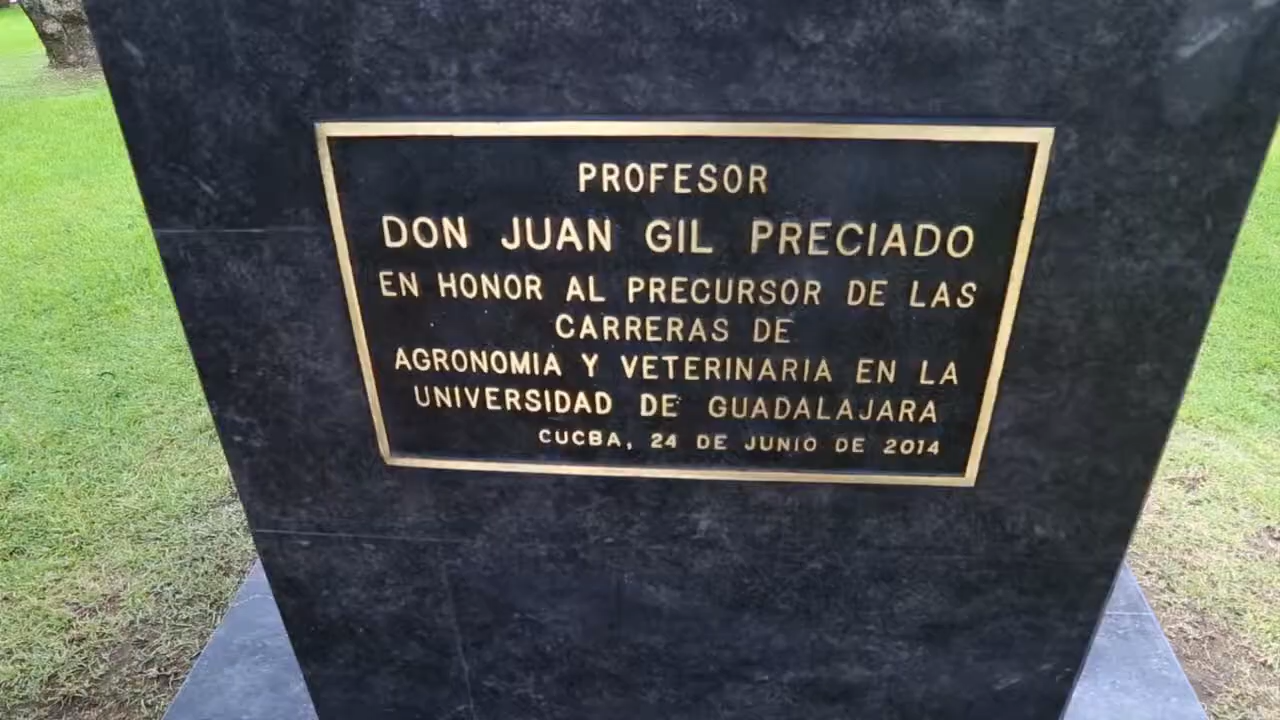 PROFESOR
DON JUAN GIL PRECIADO
EN HONOR AL PRECURSOR DE LAS
CARRERAS DE
AGRONOMIA Y VETERINARIA EN LA
UNIVERSIDAD DE GUADALAJARA
CUCBA, 24 DE JUNIO DE 2014